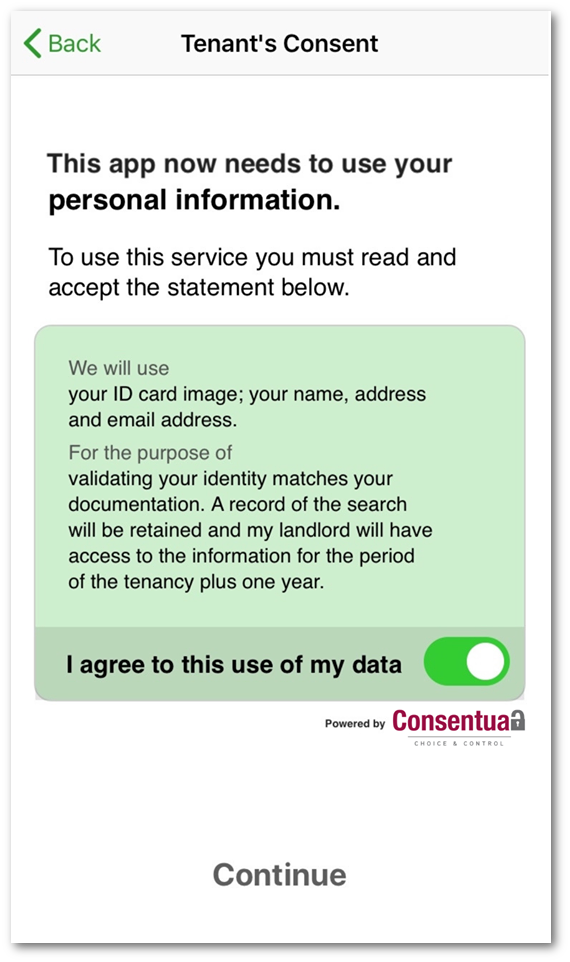 Back
Tenant's Consent
This app now needs to use your
personal information.
To use this service you must read and
accept the statement below.
We will use
your ID card image; your name, address
and email address.
For the purpose of
validating your identity matches your
documentation. A record of the search
will be retained and my landlord will have
access to the information for the period
of the tenancy plus one year.
I agree to this use of my data
Powered by Consentua
CHOICE & CONTROL
Continue